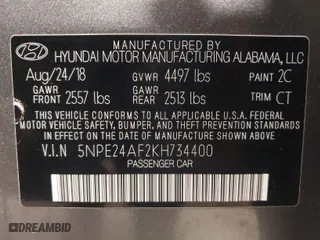 MANUFACTURED BY
HYUNDAI MOTOR MANUFACTURING ALABAMA, LLC
Aug/24/18 GVWR 4497 lbs PAINT 2C
GAWR FRONT 2557 lbs GAWR REAR 2513 lbs TRIM CT
THIS VEHICLE CONFORMS TO ALL APPLICABLE U.S.A FEDERAL
MOTOR VEHICLE SAFETY, BUMPER, AND THEFT PREVENTION
STANDARDS IN EFFECT ON THE DATE OF MANUFACTURE SHOWN ABOVE.
V.I.N 5NPE24AF2KH734400
PASSENGER CAR
DREAMBID